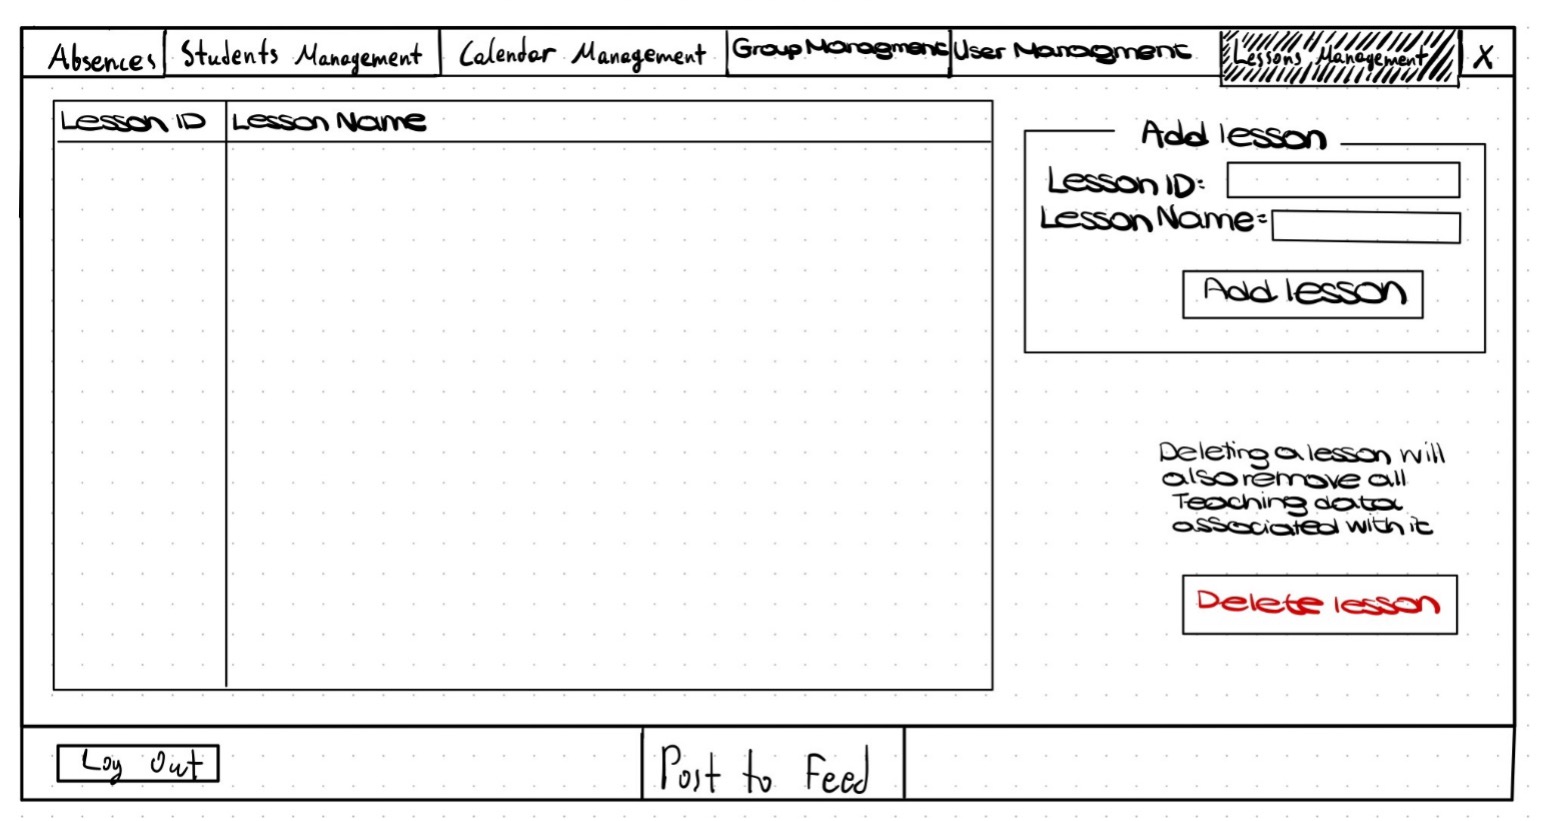 Absences Students Management Calendar Management Group Managment User Managment Lessons Management X
Lesson ID Lesson Name
Add lesson
Lesson ID:
Lesson Name:
Add lesson
Deleting a lesson will
also remove all
Teaching data
associated with it
Delete lesson
Log Out
Post to Feed